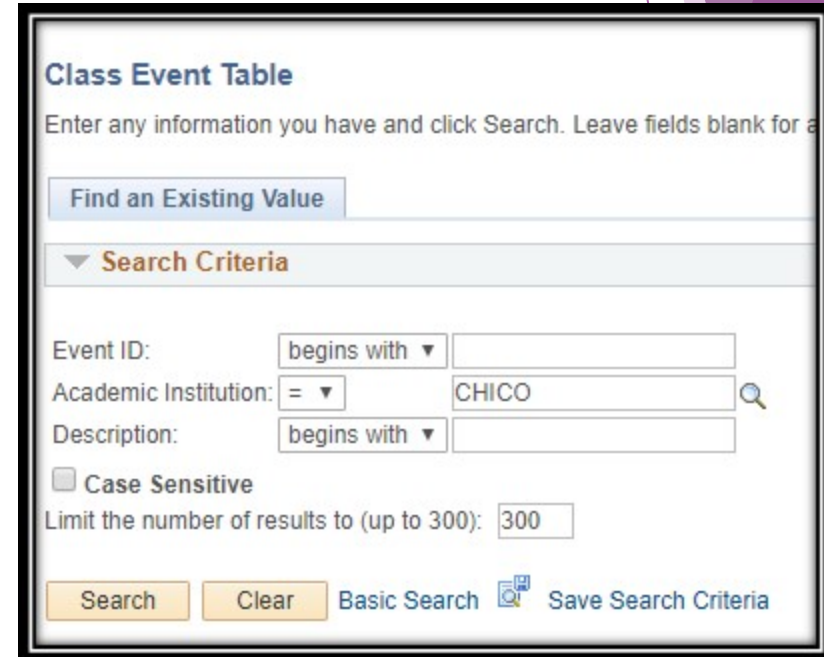 Class Event Table
Enter any information you have and click Search. Leave fields blank for a
Find an Existing Value
Search Criteria
Event ID: begins with
Academic Institution: = CHICO
Description: begins with
Case Sensitive
Limit the number of results to (up to 300): 300
Search Clear Basic Search Save Search Criteria